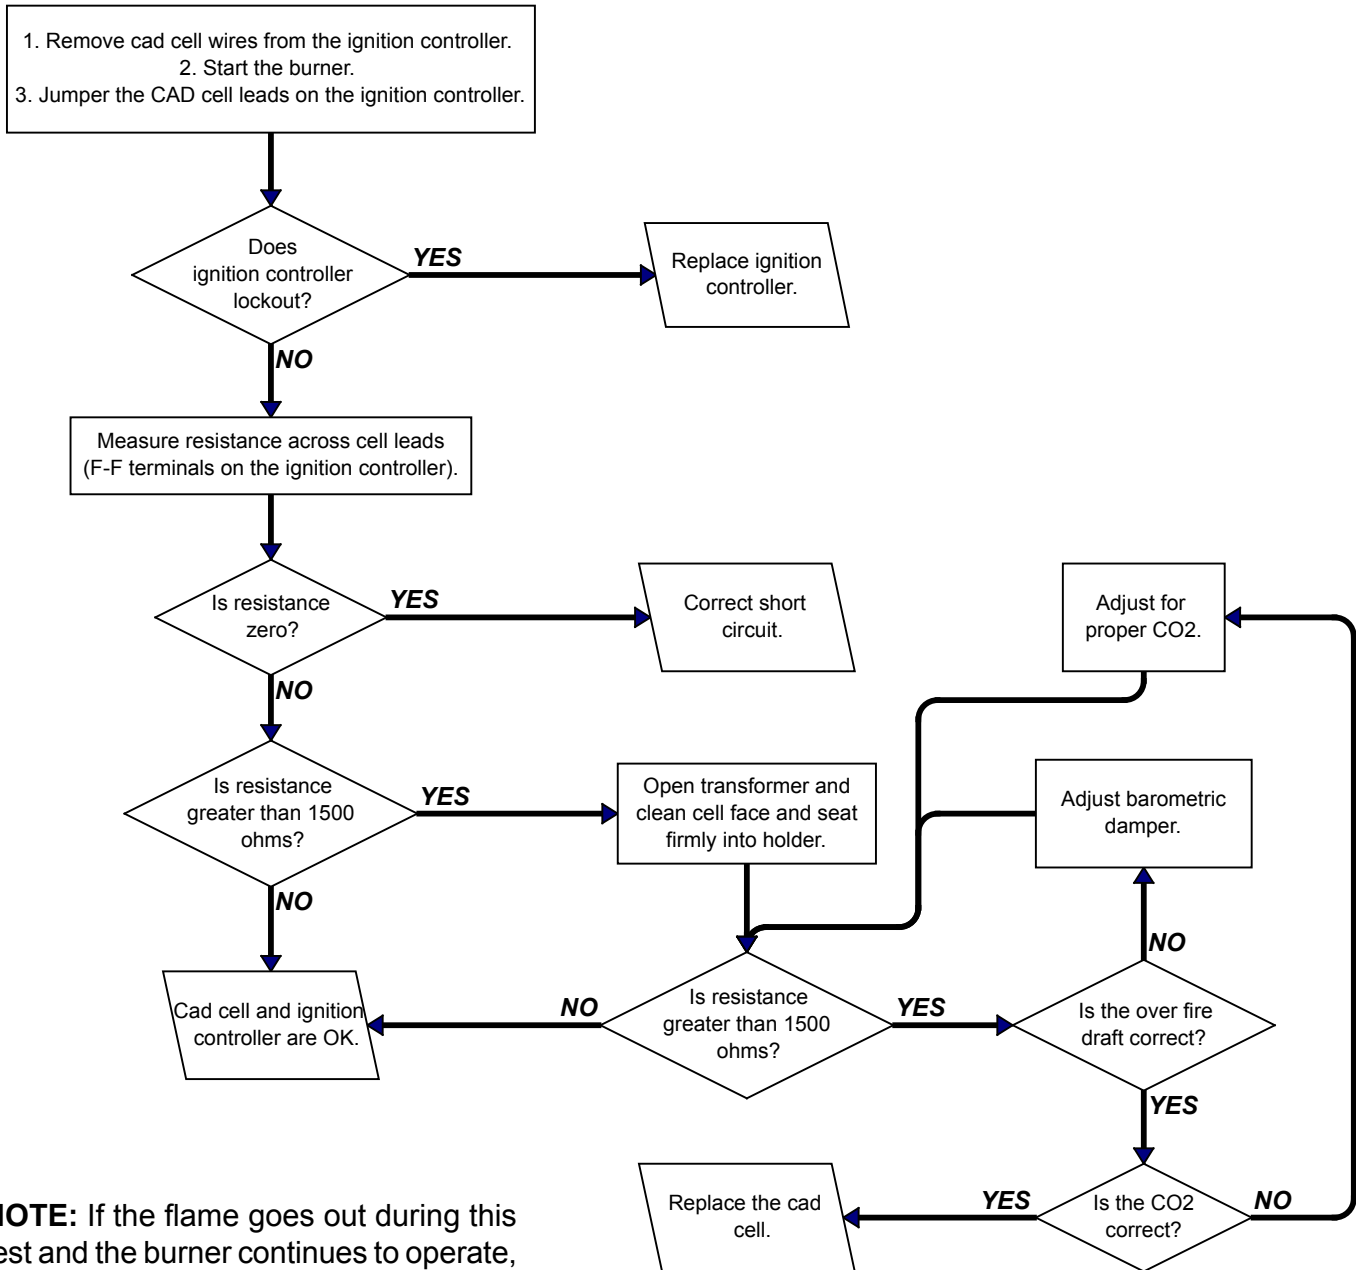 1. Remove cad cell wires from the ignition controller.
2. Start the burner.
3. Jumper the CAD cell leads on the ignition controller.
Does
ignition controller
lockout?
YES
Replace ignition
controller.
NO
Measure resistance across cell leads
(F-F terminals on the ignition controller).
Is resistance
zero?
YES
Correct short
circuit.
Adjust for
proper CO2.
NO
Is resistance
greater than 1500
ohms?
YES
Open transformer and
clean cell face and seat
firmly into holder.
Adjust barometric
damper.
NO
NO
Cad cell and ignition
controller are OK.
NO
Is resistance
greater than 1500
ohms?
YES
Is the over fire
draft correct?
YES
Replace the cad
cell.
YES
Is the CO2
correct?
NO
If the flame goes out during this
and the burner continues to operate,